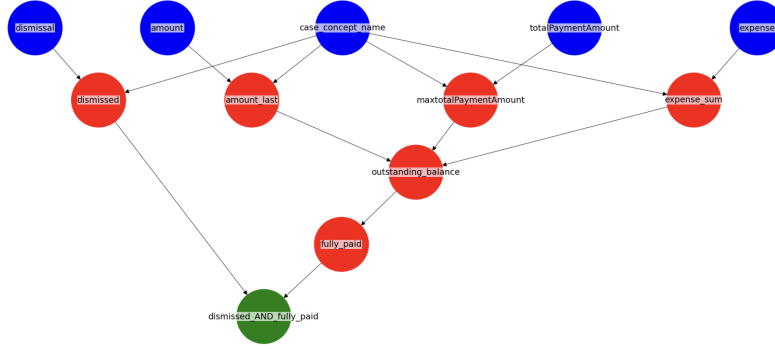 dismissal
amount
case_concept_name
totalPaymentAmount
expense
dismissed
amount_last
maxtotalPaymentAmount
expense_sum
outstanding_balance
fully_paid
dismissed_AND_fully_paid